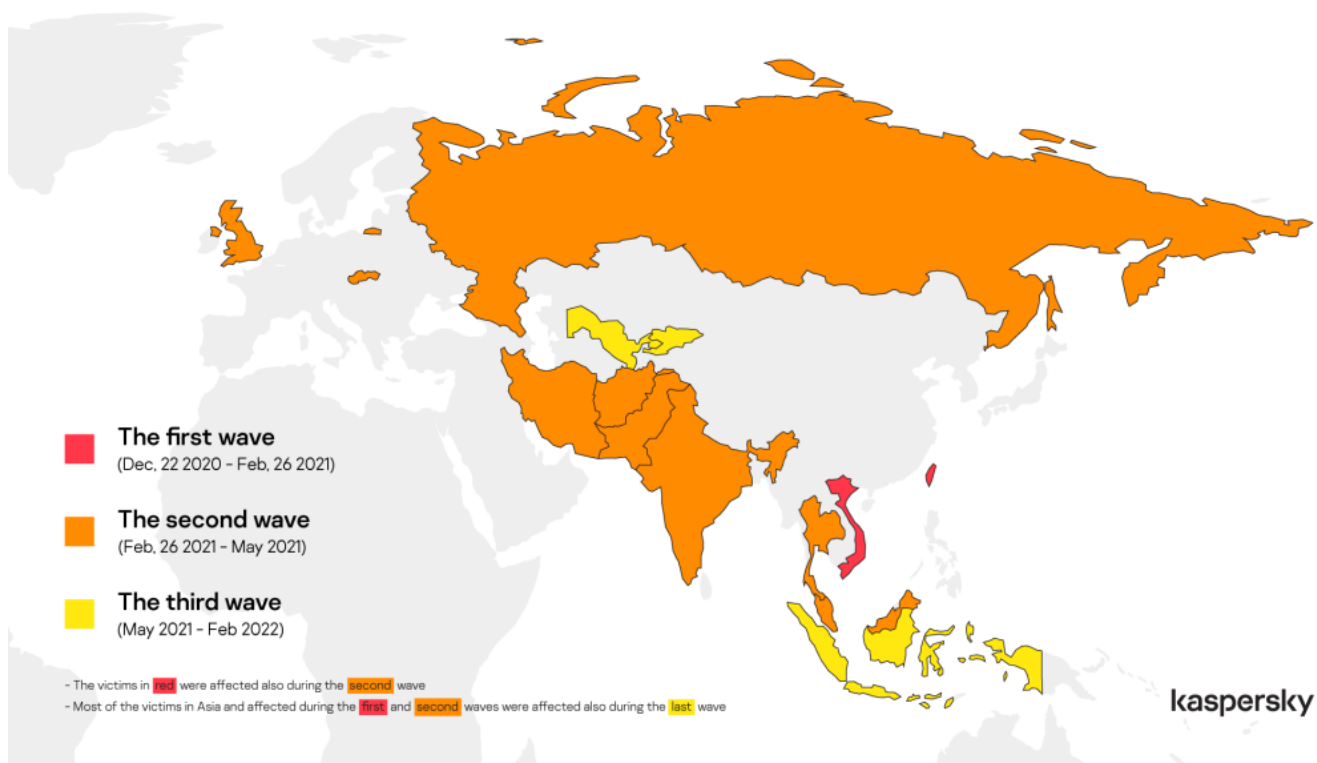 The first wave
(Dec, 22 2020 - Feb, 26 2021)
The second wave
(Feb, 26 2021 - May 2021)
The third wave
(May 2021 - Feb 2022)
- The victims in red were affected also during the second wave
- Most of the victims in Asia and affected during the first and second waves were affected also during the last wave
kaspersky